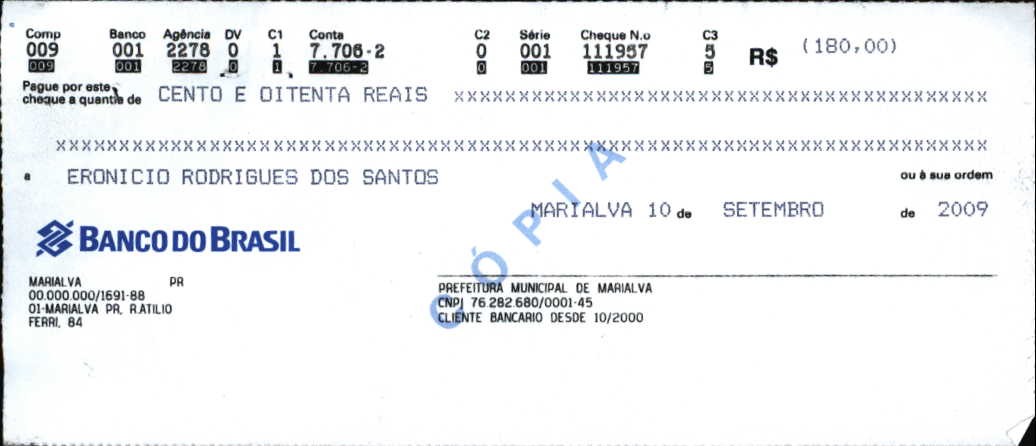 Comp Banco Agência DV C1 Conta C2 Série Cheque N.o C3
009 001 2278 0 1 7.706-2 0 001 111957 5 R$ (180,00)
009 001 2278 0 1 7.706-2 0 001 111957 5
Pague por este
cheque a quantia de CENTO E OITENTA REAIS xxxxxxxxxxxxxxxxxxxxxxxxxxxxxxxxxxxxxxxxxx
xxxxxxxxxxxxxxxxxxxxxxxxxxxxxxxxxxxxxxxxxxxxxxxxxxxxxxxxxxxxxxxxxxxxxxxxxxx
a ERONICIO RODRIGUES DOS SANTOS ou à sua ordem
MARIALVA 10 de SETEMBRO de 2009
BANCO DO BRASIL
CÓPIA
MARIALVA PR
00.000.000/1691-88
01-MARIALVA PR, R.ATILIO
FERRI, 84
PREFEITURA MUNICIPAL DE MARIALVA
CNPJ 76.282.680/0001-45
CLIENTE BANCARIO DESDE 10/2000